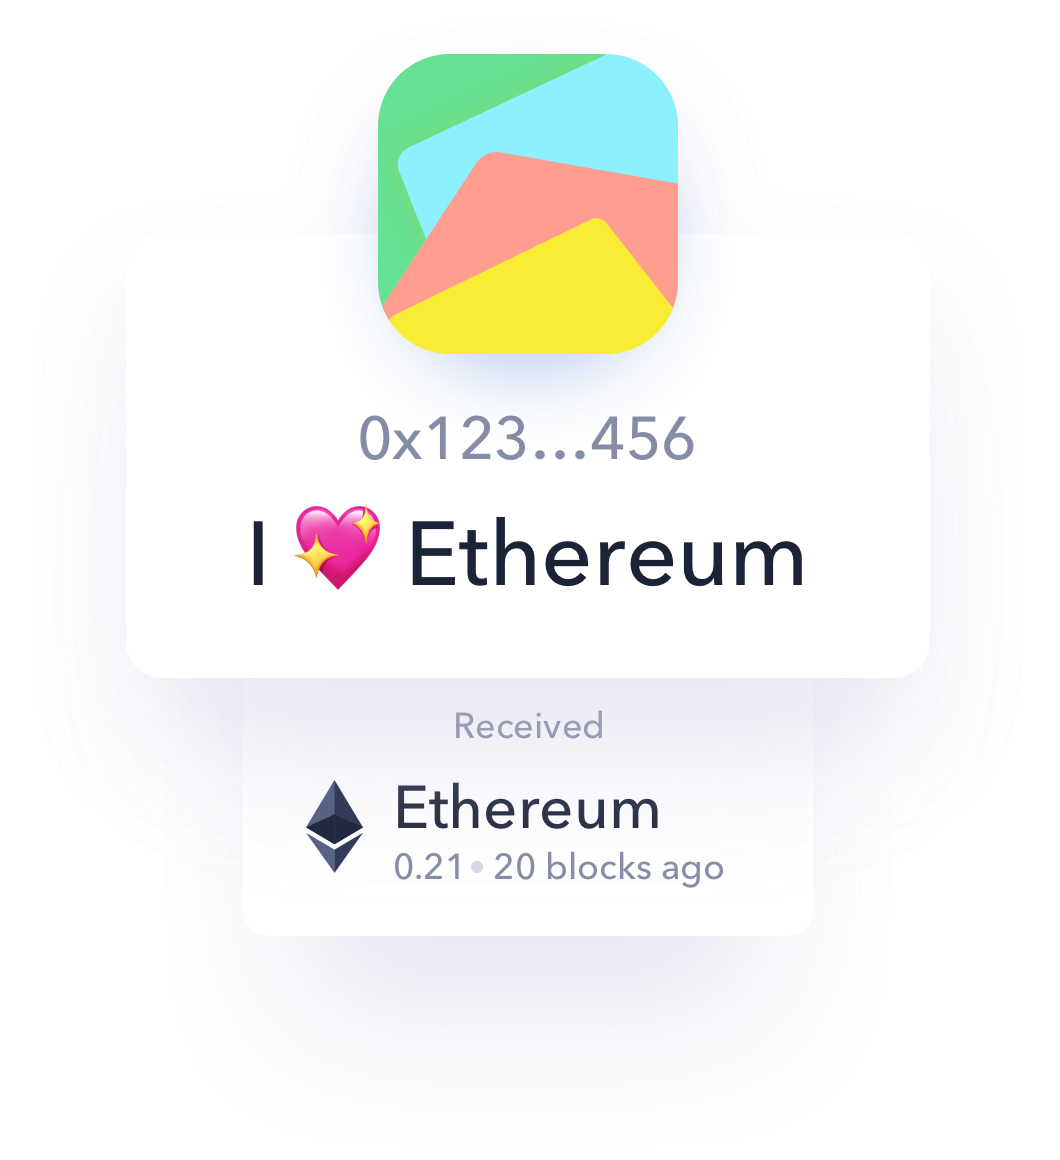 0x123...456
I 💖 Ethereum
Received
Ethereum
0.21 • 20 blocks ago